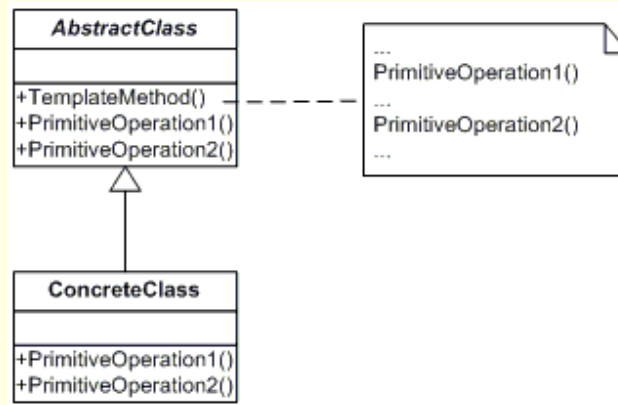 AbstractClass
+TemplateMethod()
+PrimitiveOperation1()
+PrimitiveOperation2()
...
PrimitiveOperation1()
...
PrimitiveOperation2()
...
ConcreteClass
+PrimitiveOperation1()
+PrimitiveOperation2()